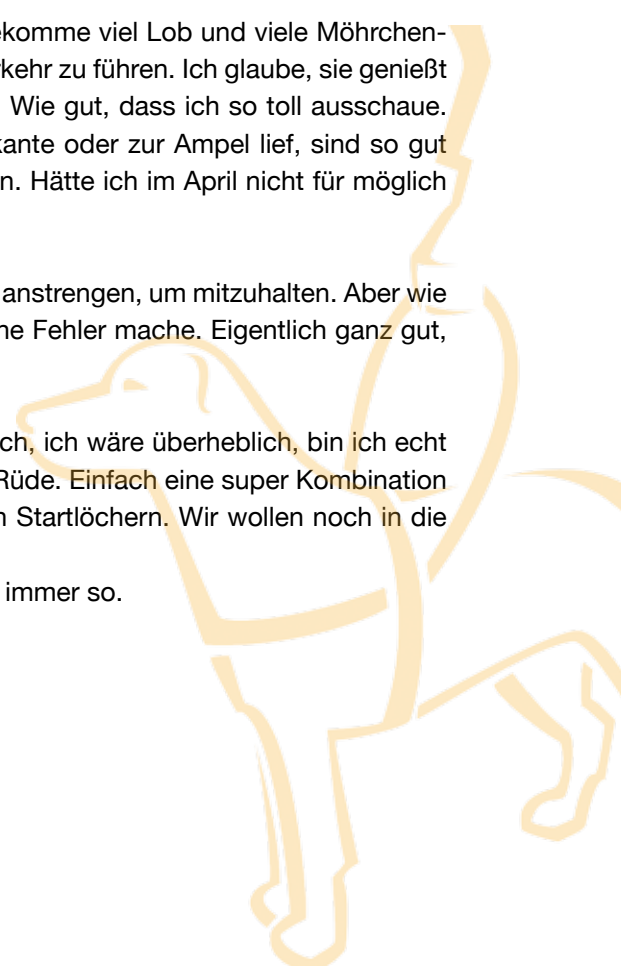 ekomme viel Lob und viele Möhrchen-
kehr zu führen. Ich glaube, sie genießt
Wie gut, dass ich so toll ausschaue.
kante oder zur Ampel lief, sind so gut
n. Hätte ich im April nicht für möglich
anstrengen, um mitzuhalten. Aber wie
ne Fehler mache. Eigentlich ganz gut,
ch, ich wäre überheblich, bin ich echt
Rüde. Einfach eine super Kombination
n Startlöchern. Wir wollen noch in die
immer so.